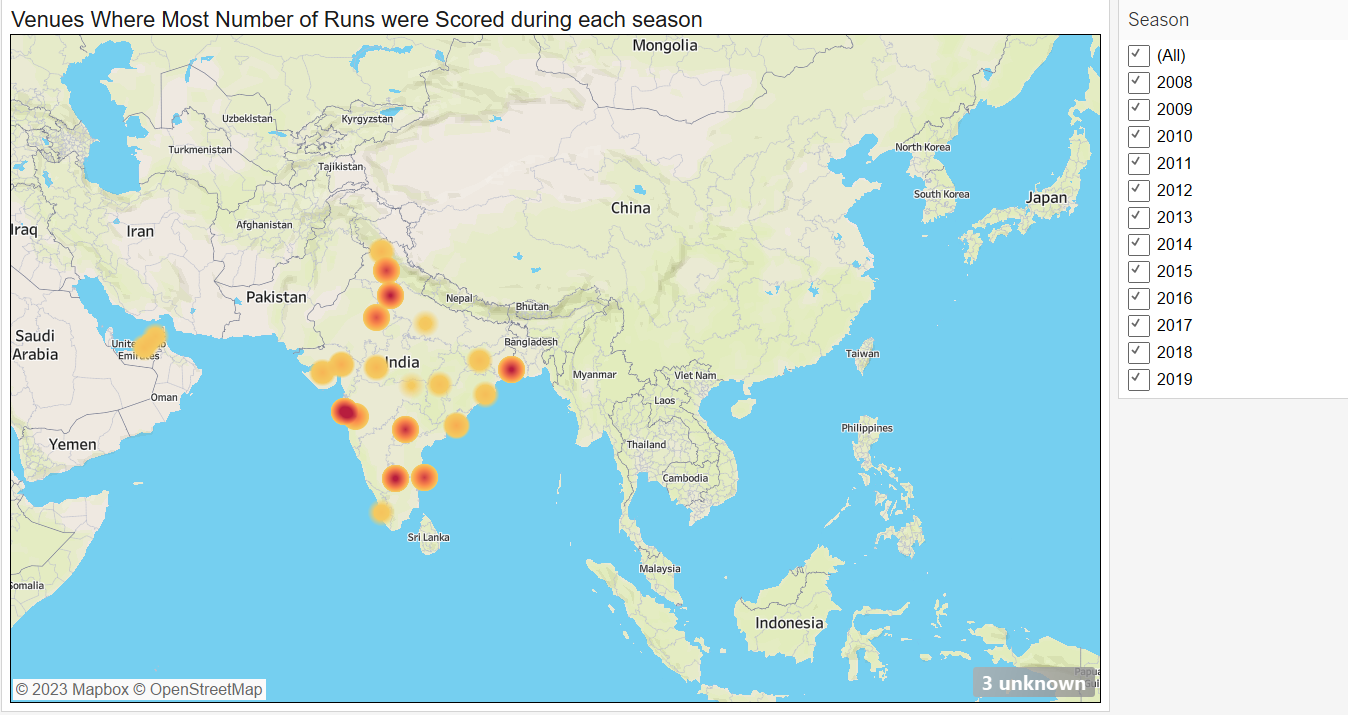 Venues Where Most Number of Runs were Scored during each season
Season
(All)
2008
2009
2010
2011
2012
2013
2014
2015
2016
2017
2018
2019
Mongolia
Uzbekistan
Kyrgyzstan
Turkmenistan
Tajikistan
North Korea
South Korea
Japan
China
Iraq
Iran
Afghanistan
Pakistan
Nepal
Bhutan
Saudi
Arabia
Emirates
Bangladesh
India
Taiwan
Myanmar
Viet Nam
Oman
Laos
Yemen
Thailand
Philippines
Cambodia
Sri Lanka
Somalia
Malaysia
Indonesia
© 2023 Mapbox © OpenStreetMap
3 unknown